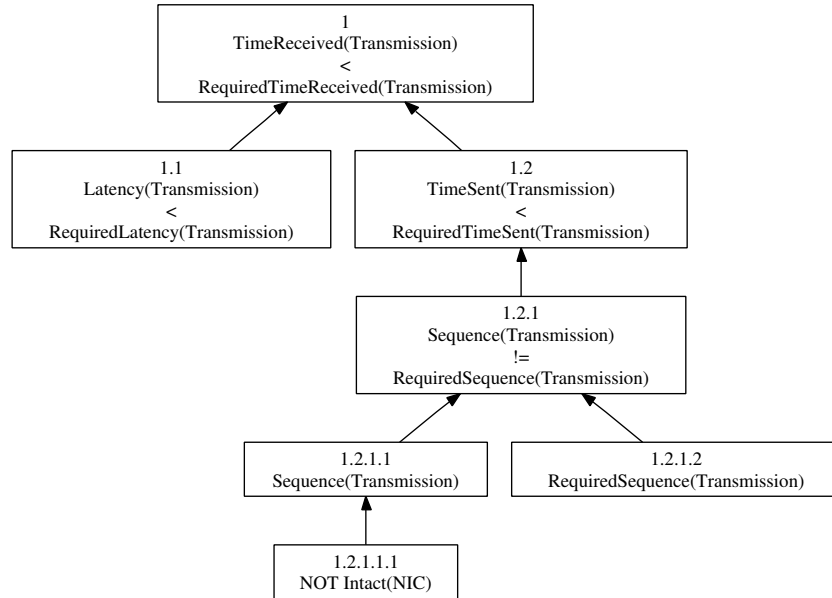 1
TimeReceived(Transmission)
<
RequiredTimeReceived(Transmission)
1.1
Latency(Transmission)
<
RequiredLatency(Transmission)
1.2
TimeSent(Transmission)
<
RequiredTimeSent(Transmission)
1.2.1
Sequence(Transmission)
!=
RequiredSequence(Transmission)
1.2.1.1
Sequence(Transmission)
1.2.1.2
RequiredSequence(Transmission)
1.2.1.1.1
NOT Intact(NIC)